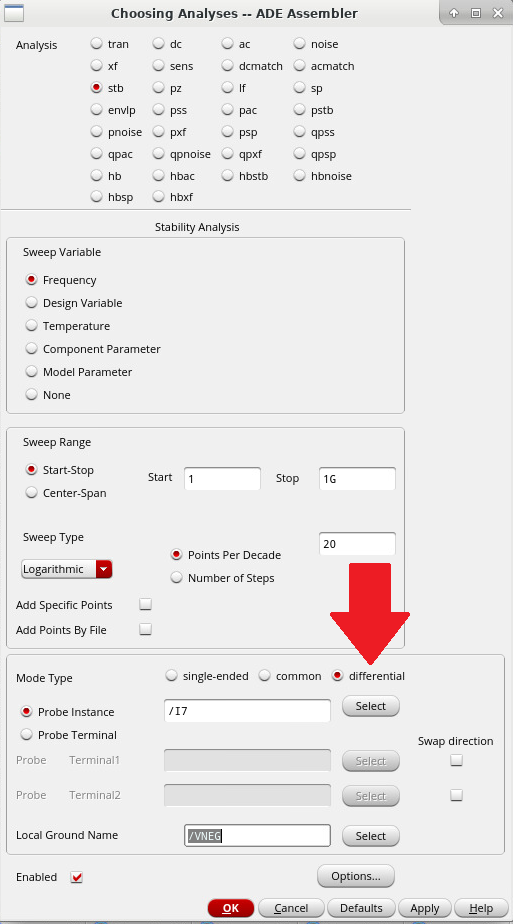 Choosing Analyses -- ADE Assembler
Analysis tran dc ac noise
xf sens dcmatch acmatch
stb pz lf sp
envlp pss pac pstb
pnoise pxf psp qpss
qpac qpnoise qpxf qpsp
hb hbac hbstb hbnoise
hbsp hbxf
Stability Analysis
Sweep Variable
Frequency
Design Variable
Temperature
Component Parameter
Model Parameter
None
Sweep Range
Start-Stop Start 1 Stop 1G
Center-Span
Sweep Type 20
Logarithmic Points Per Decade
Number of Steps
Add Specific Points
Add Points By File
Mode Type single-ended common differential
Probe Instance /I7 Select
Probe Terminal
Swap direction
Probe Terminal1 Select
Probe Terminal2 Select
Local Ground Name /VNEG Select
Enabled Options...
OK Cancel Defaults Apply Help